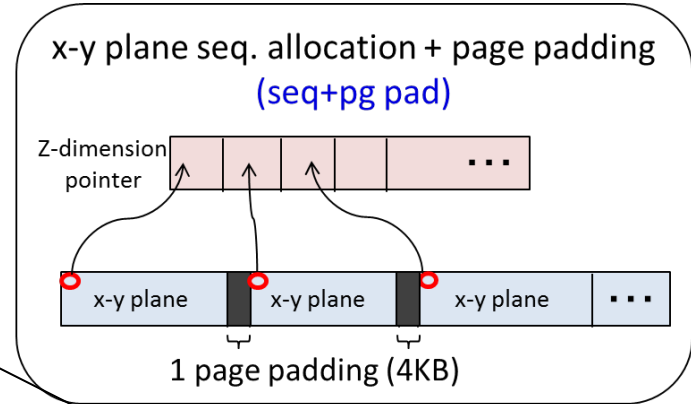 x-y plane seq. allocation + page padding
(seq+pg pad)
Z-dimension
pointer
...
x-y plane x-y plane x-y plane ...
1 page padding (4KB)